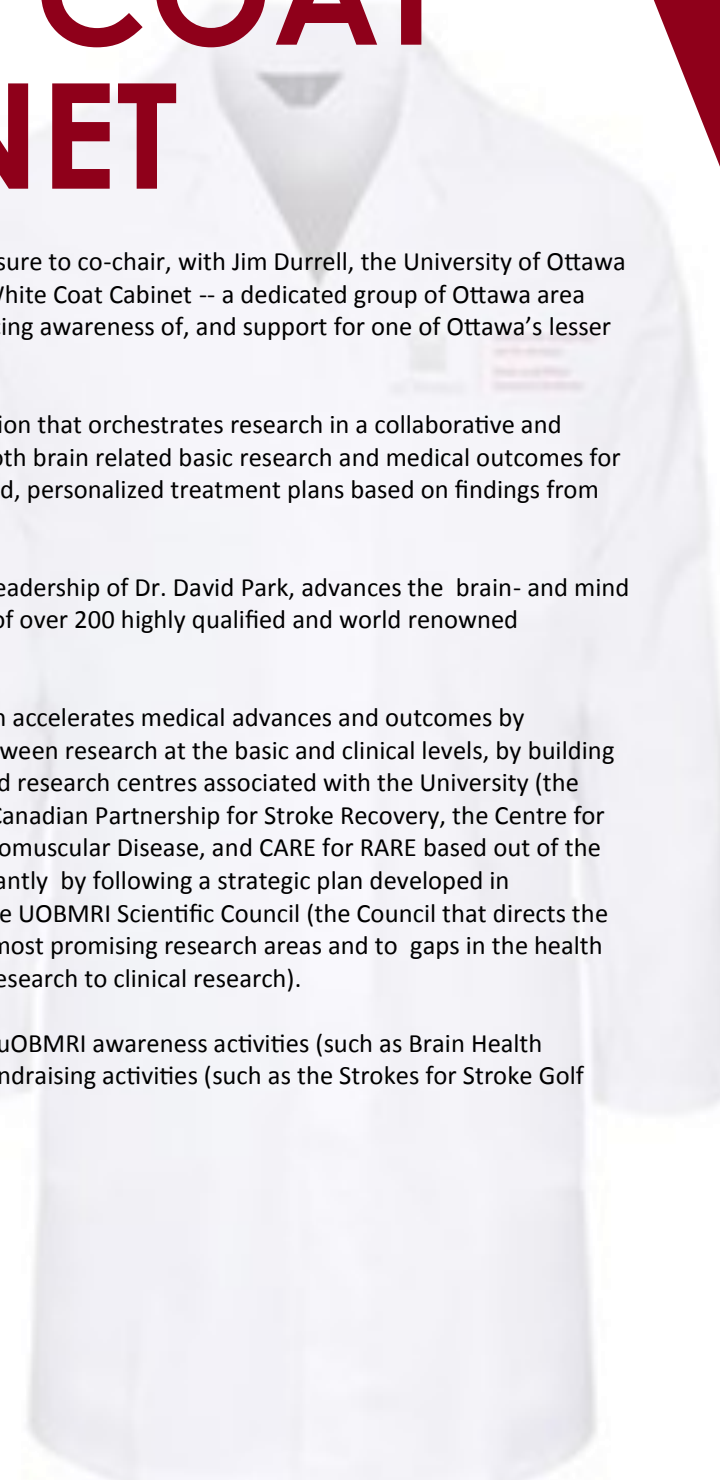 COAT
NET
sure to co-chair, with Jim Durrell, the University of Ottawa
White Coat Cabinet -- a dedicated group of Ottawa area
cing awareness of, and support for one of Ottawa's lesser
ion that orchestrates research in a collaborative and
oth brain related basic research and medical outcomes for
d, personalized treatment plans based on findings from
eadership of Dr. David Park, advances the  brain- and mind
of over 200 highly qualified and world renowned
n accelerates medical advances and outcomes by
ween research at the basic and clinical levels, by building
d research centres associated with the University (the
Canadian Partnership for Stroke Recovery, the Centre for
omuscular Disease, and CARE for RARE based out of the
antly  by following a strategic plan developed in
e UOBMRI Scientific Council (the Council that directs the
most promising research areas and to  gaps in the health
esearch to clinical research).
uOBMRI awareness activities (such as Brain Health
ndraising activities (such as the Strokes for Stroke Golf